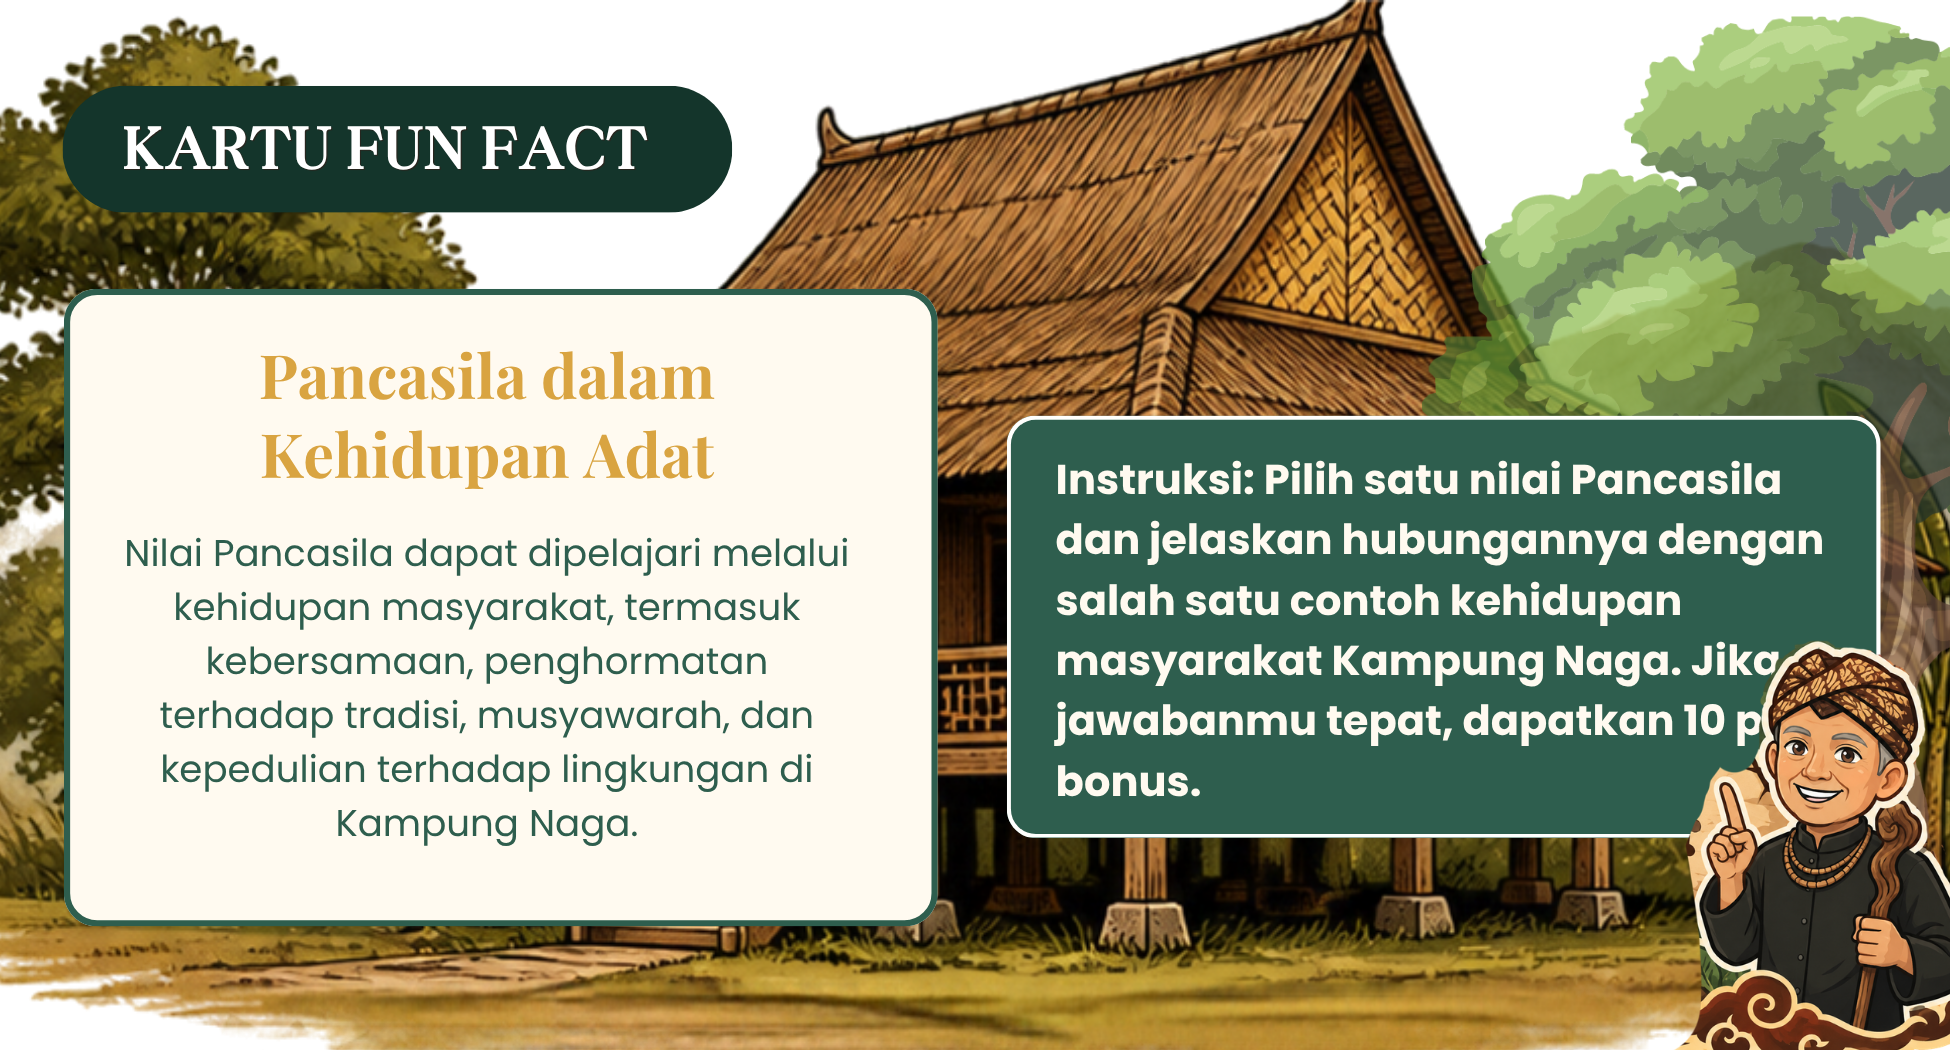 KARTU FUN FACT
Pancasila dalam
Kehidupan Adat
Nilai Pancasila dapat dipelajari melalui
kehidupan masyarakat, termasuk
kebersamaan, penghormatan
terhadap tradisi, musyawarah, dan
kepedulian terhadap lingkungan di
Kampung Naga.
Instruksi: Pilih satu nilai Pancasila
dan jelaskan hubungannya dengan
salah satu contoh kehidupan
masyarakat Kampung Naga. Jika
jawabanmu tepat, dapatkan 10
bonus.